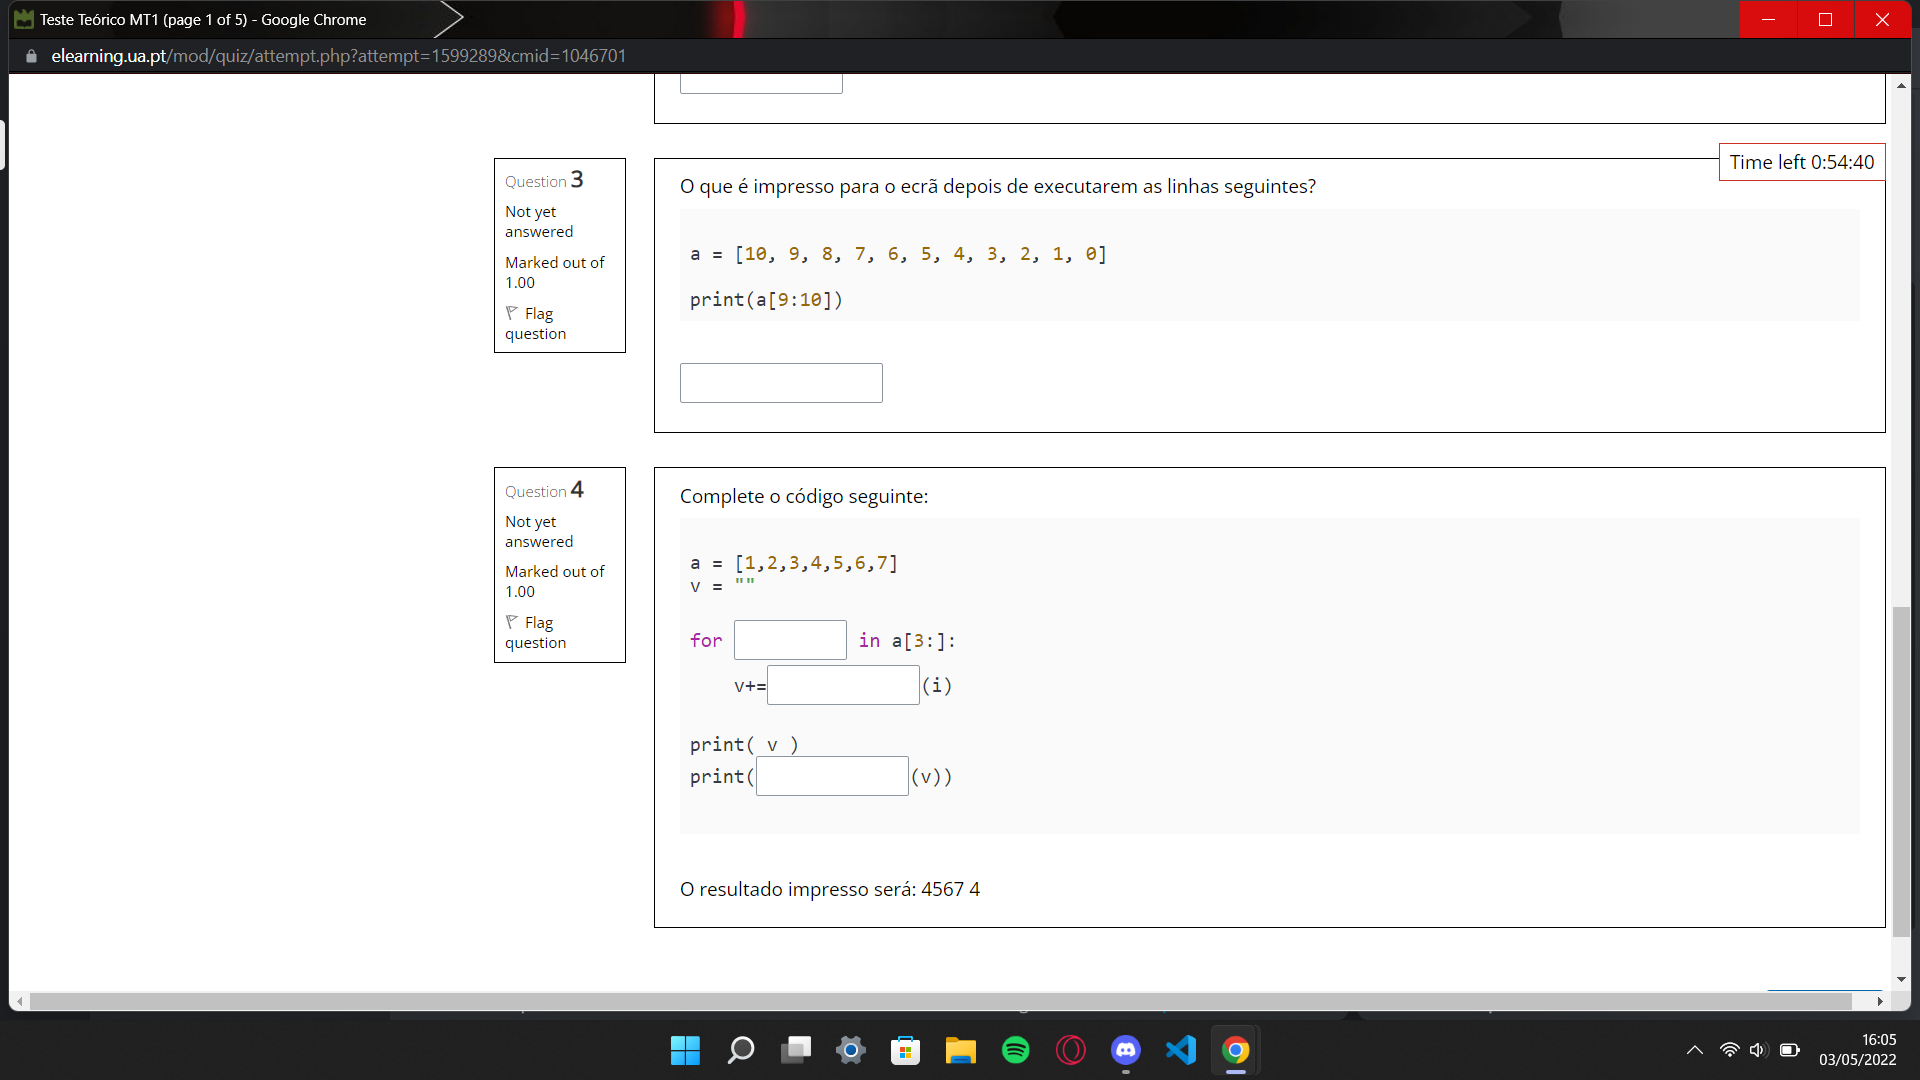 Teste Teórico MT1 (page 1 of 5) - Google Chrome
elearning.ua.pt/mod/quiz/attempt.php?attempt=1599289&cmid=1046701
Time left 0:54:40
Question 3
Not yet
answered
Marked out of
1.00
Flag
question
O que é impresso para o ecrã depois de executarem as linhas seguintes?
a = [10, 9, 8, 7, 6, 5, 4, 3, 2, 1, 0]
print(a[9:10])
Question 4
Not yet
answered
Marked out of
1.00
Flag
question
Complete o código seguinte:
a = [1,2,3,4,5,6,7]
v = ""
for in a[3:]:
v+= (i)
print( v )
print( (v))
O resultado impresso será: 4567 4
16:05
03/05/2022